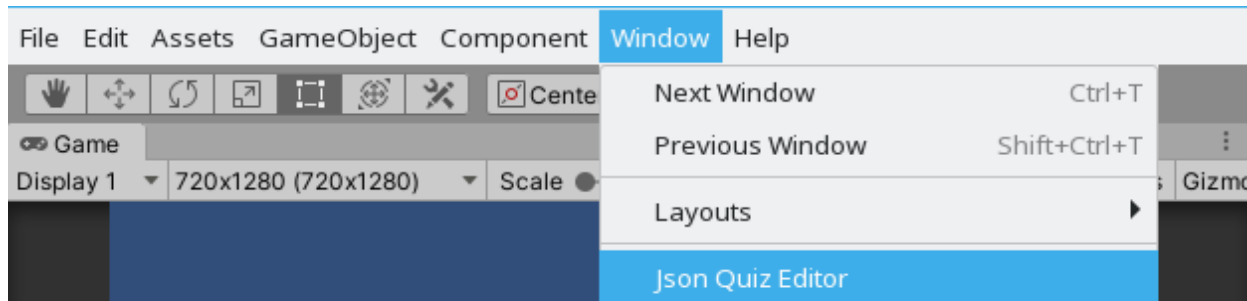 File Edit Assets GameObject Component Window Help
Cente
Next Window Ctrl+T
Game
Previous Window Shift+Ctrl+T
Display 1 720x1280 (720x1280) Scale s Gizmo
Layouts
Json Quiz Editor